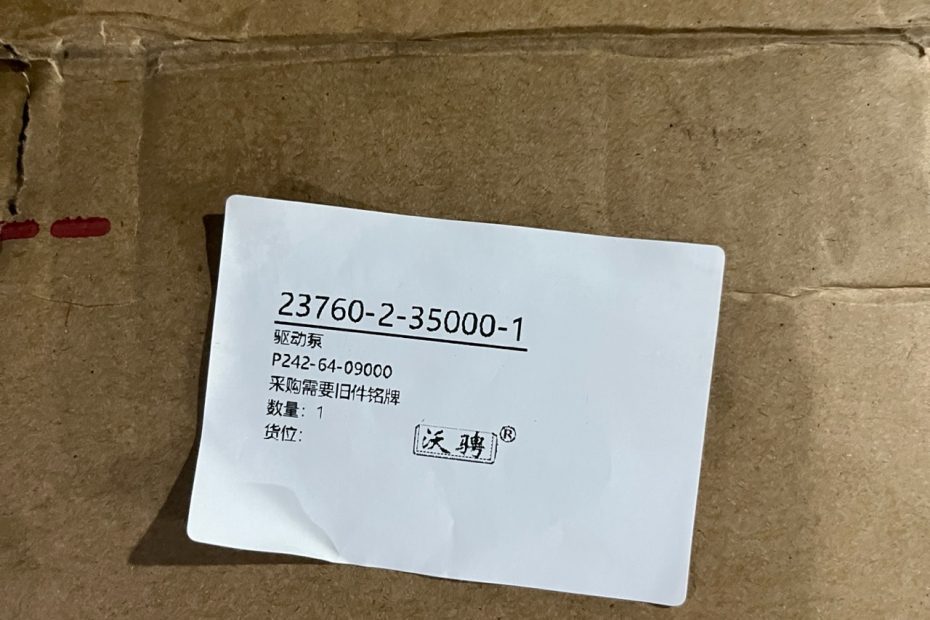 23760-2-35000-1
驱动泵
P242-64-09000
采购需要旧件铭牌
数量：1
货位：
沃骋®